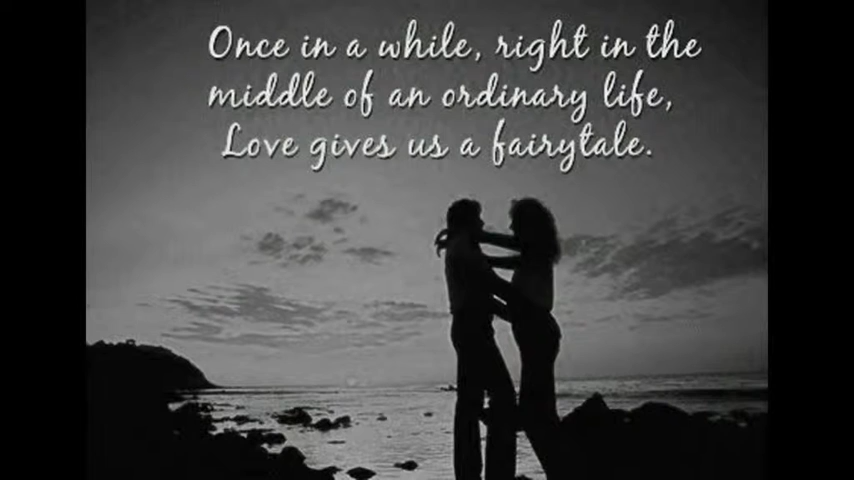 Once in a while, right in the
middle of an ordinary life,
Love gives us a fairytale.